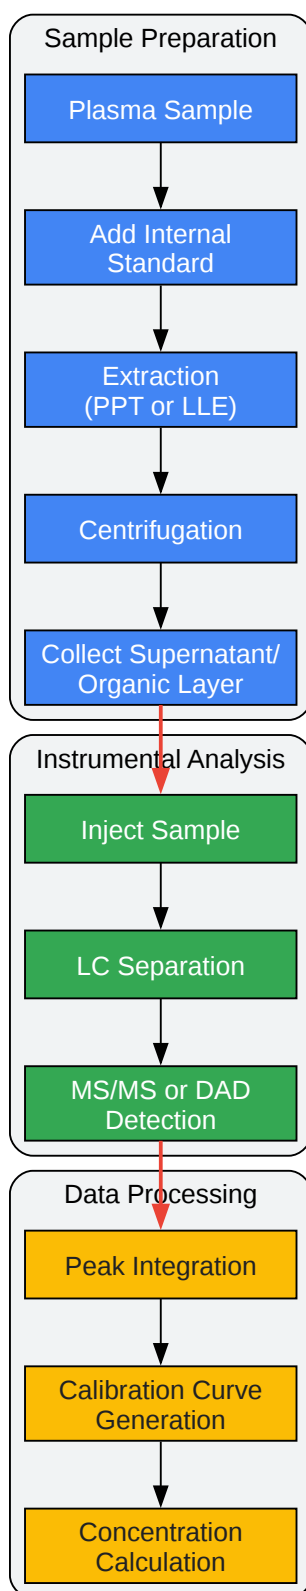 Sample Preparation
Plasma Sample
Add Internal
Standard
Extraction
(PPT or LLE)
Centrifugation
Collect Supernatant/
Organic Layer
Instrumental Analysis
Inject Sample
LC Separation
MS/MS or DAD
Detection
Data Processing
Peak Integration
Calibration Curve
Generation
Concentration
Calculation